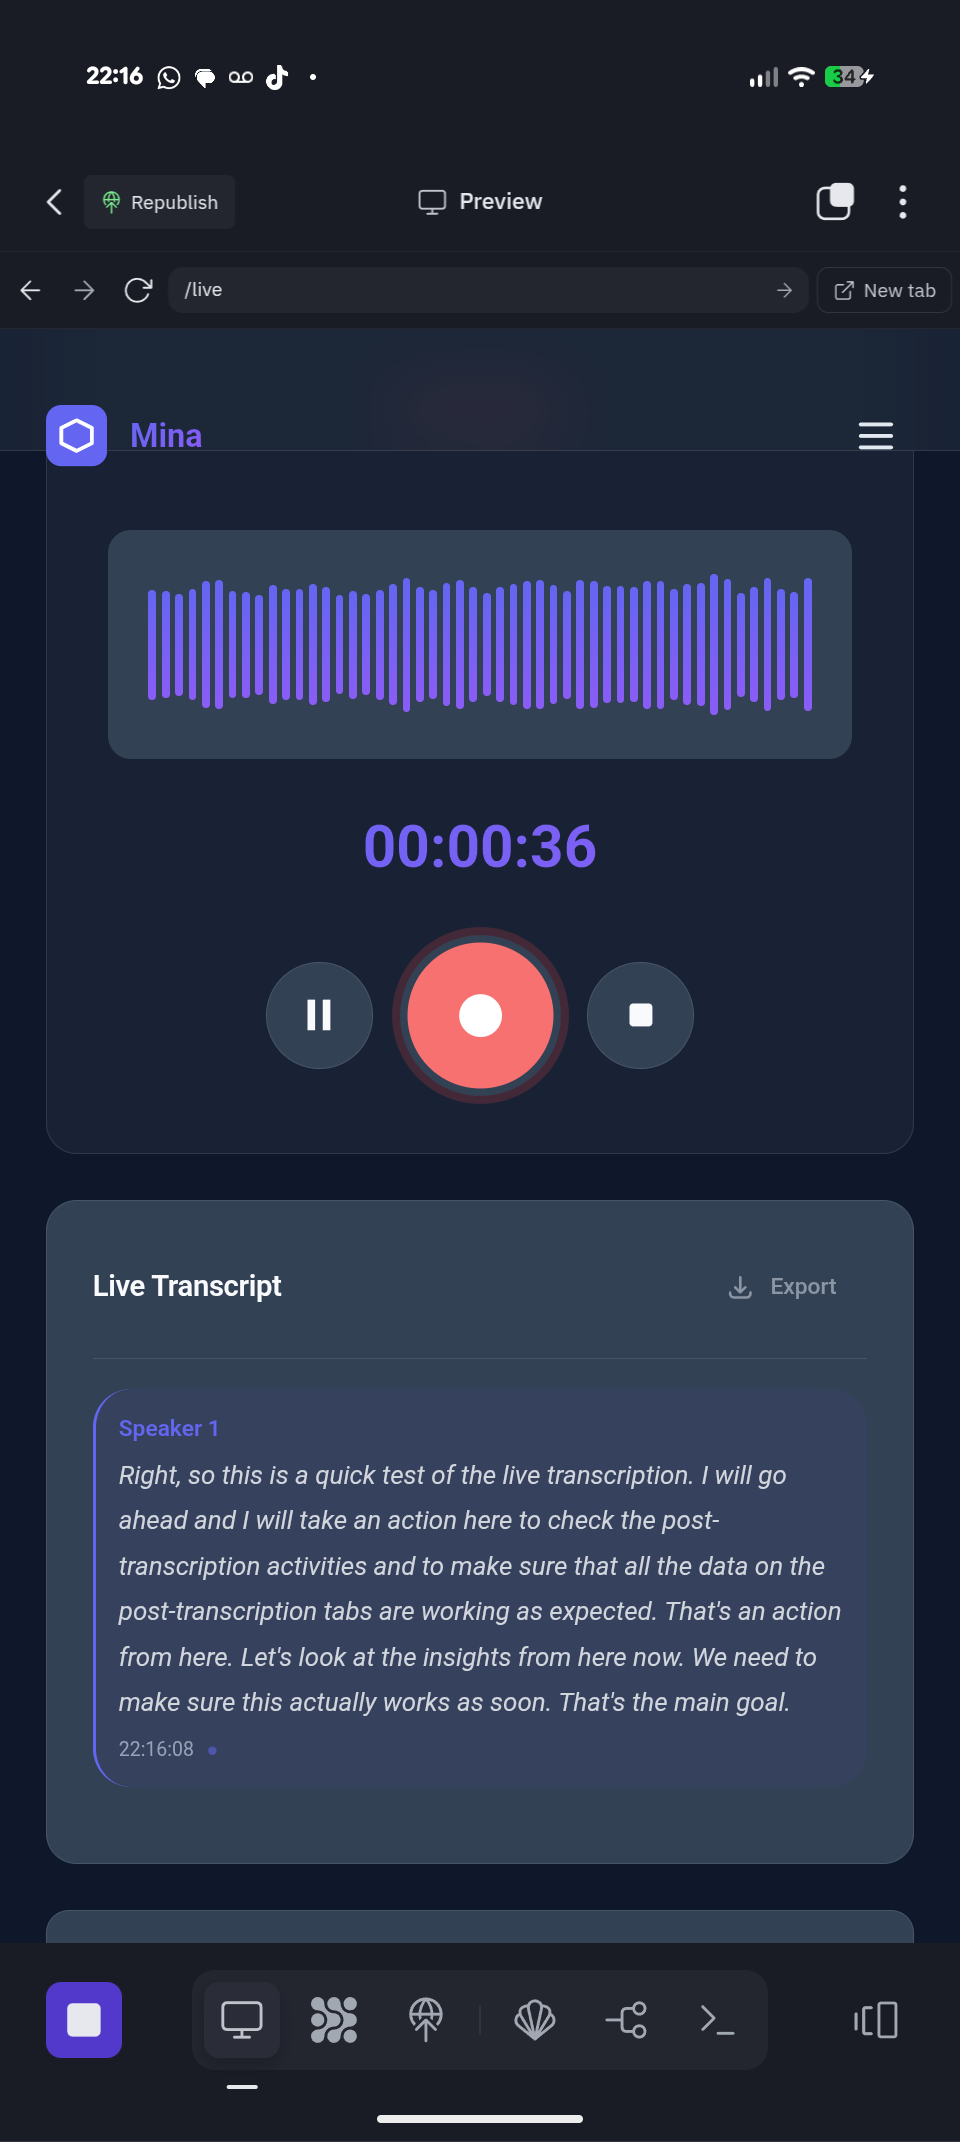 22:16
34
Republish
Preview
/live
New tab
Mina
00:00:36
Live Transcript
Export
Speaker 1
Right, so this is a quick test of the live transcription. I will go
ahead and I will take an action here to check the post-
transcription activities and to make sure that all the data on the
post-transcription tabs are working as expected. That's an action
from here. Let's look at the insights from here now. We need to
make sure this actually works as soon. That's the main goal.
22:16:08